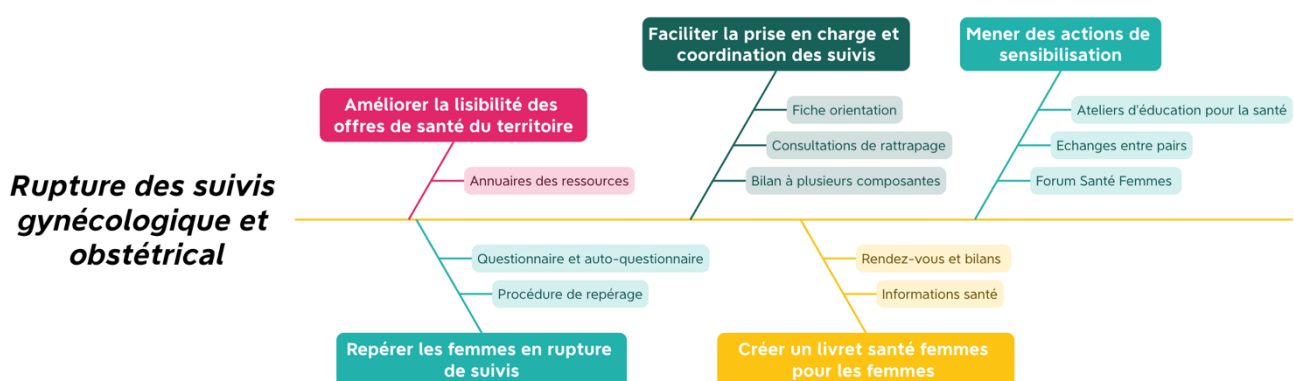 Rupture des suivis
gynécologique et
obstétrical
Améliorer la lisibilité des
offres de santé du territoire
Annuaires des ressources
Faciliter la prise en charge et
coordination des suivis
Fiche orientation
Consultations de rattrapage
Bilan à plusieurs composantes
Mener des actions de
sensibilisation
Ateliers d'éducation pour la santé
Echanges entre pairs
Forum Santé Femmes
Questionnaire et auto-questionnaire
Procédure de repérage
Repérer les femmes en rupture
de suivis
Rendez-vous et bilans
Informations santé
Créer un livret santé femmes
pour les femmes